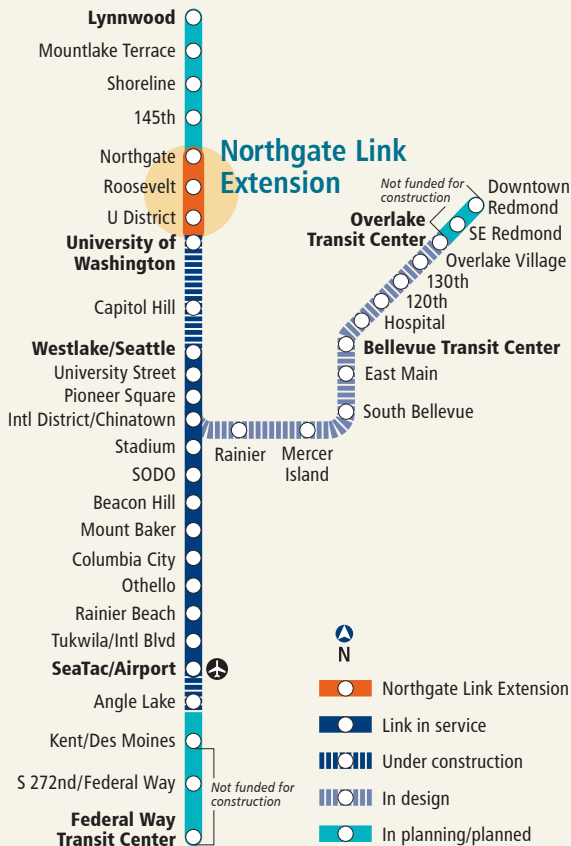 Lynnwood
Mountlake Terrace
Shoreline
145th
Northgate
Roosevelt
U District
University of
Washington
Capitol Hill
Westlake/Seattle
University Street
Pioneer Square
Intl District/Chinatown
Stadium
SODO
Beacon Hill
Mount Baker
Columbia City
Othello
Rainier Beach
Tukwila/Intl Blvd
SeaTac/Airport
Angle Lake
Kent/Des Moines
S 272nd/Federal Way
Federal Way
Transit Center
Not funded for
construction
Northgate Link
Extension
Not funded for
construction
Downtown
Redmond
SE Redmond
Overlake
Transit Center
Overlake Village
130th
120th
Hospital
Bellevue Transit Center
East Main
South Bellevue
Mercer
Island
Rainier
N
Northgate Link Extension
Link in service
Under construction
In design
In planning/planned